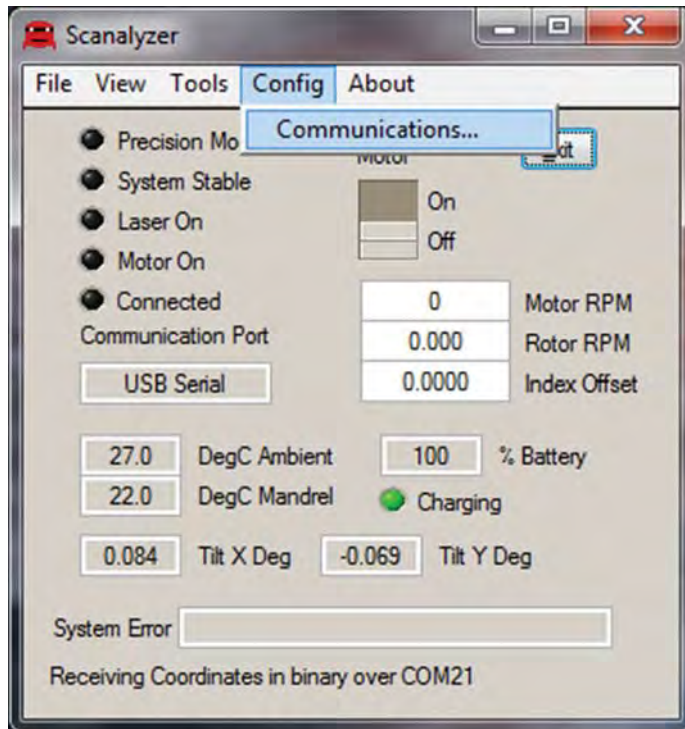 Scanalyzer
File View Tools Config About
Communications...
Precision Mo
Motor
System Stable
On
Laser On
Off
Motor On
Connected
0 Motor RPM
Communication Port
0.000 Rotor RPM
USB Serial
0.0000 Index Offset
27.0 DegC Ambient
100 % Battery
22.0 DegC Mandrel
Charging
0.084 Tilt X Deg
-0.069 Tilt Y Deg
System Error
Receiving Coordinates in binary over COM21